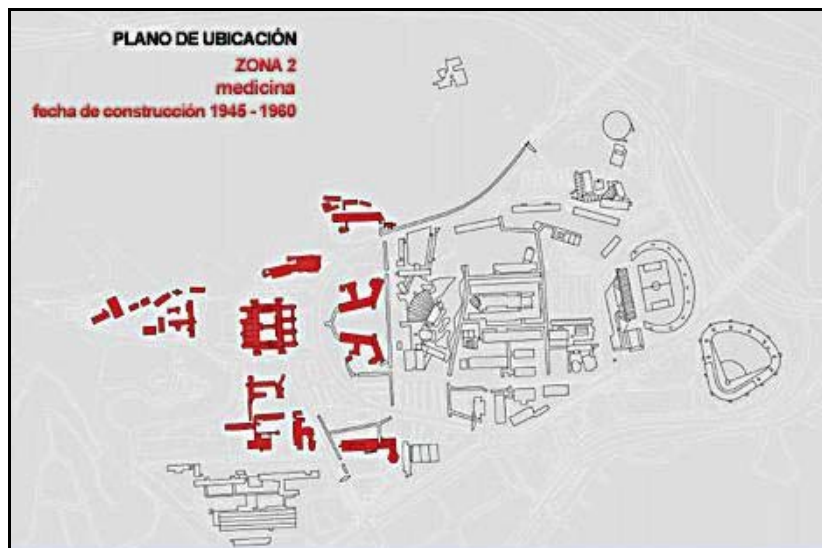 PLANO DE UBICACIÓN
ZONA 2
medicina
fecha de construcción 1945 - 1960